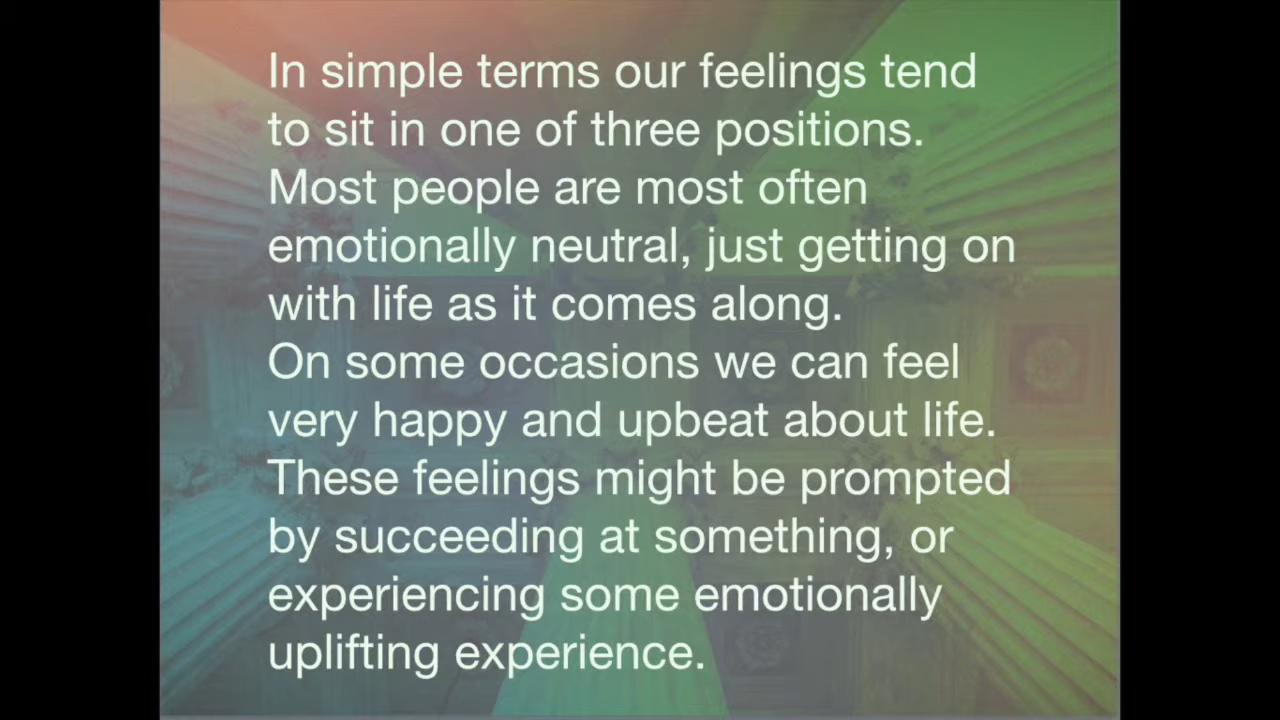 In simple terms our feelings tend
to sit in one of three positions.
Most people are most often
emotionally neutral, just getting on
with life as it comes along.
On some occasions we can feel
very happy and upbeat about life.
These feelings might be prompted
by succeeding at something, or
experiencing some emotionally
uplifting experience.